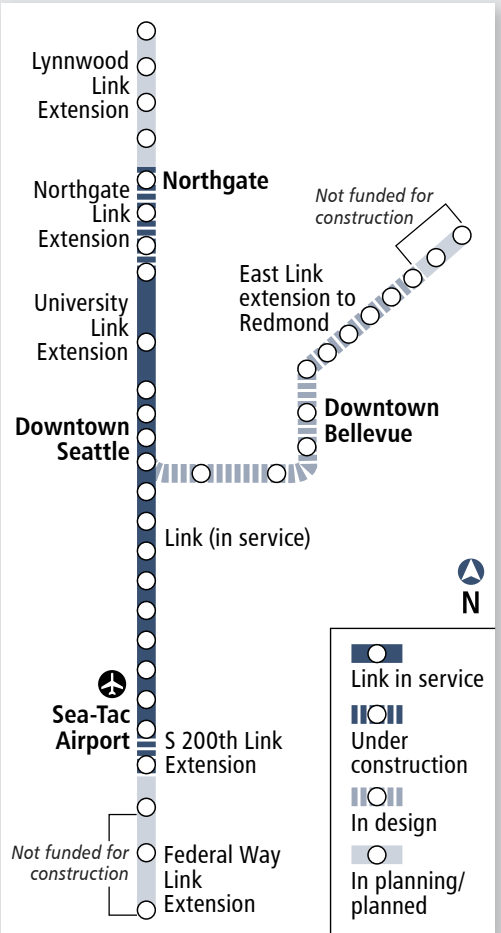 Lynnwood
Link
Extension
Northgate
Northgate
Link
Extension
Not funded for
construction
East Link
extension to
Redmond
University
Link
Extension
Downtown
Bellevue
Downtown
Seattle
Link (in service)
N
Sea-Tac
Airport
S 200th Link
Extension
Not funded for
construction
Federal Way
Link
Extension
Link in service
Under
construction
In design
In planning/
planned